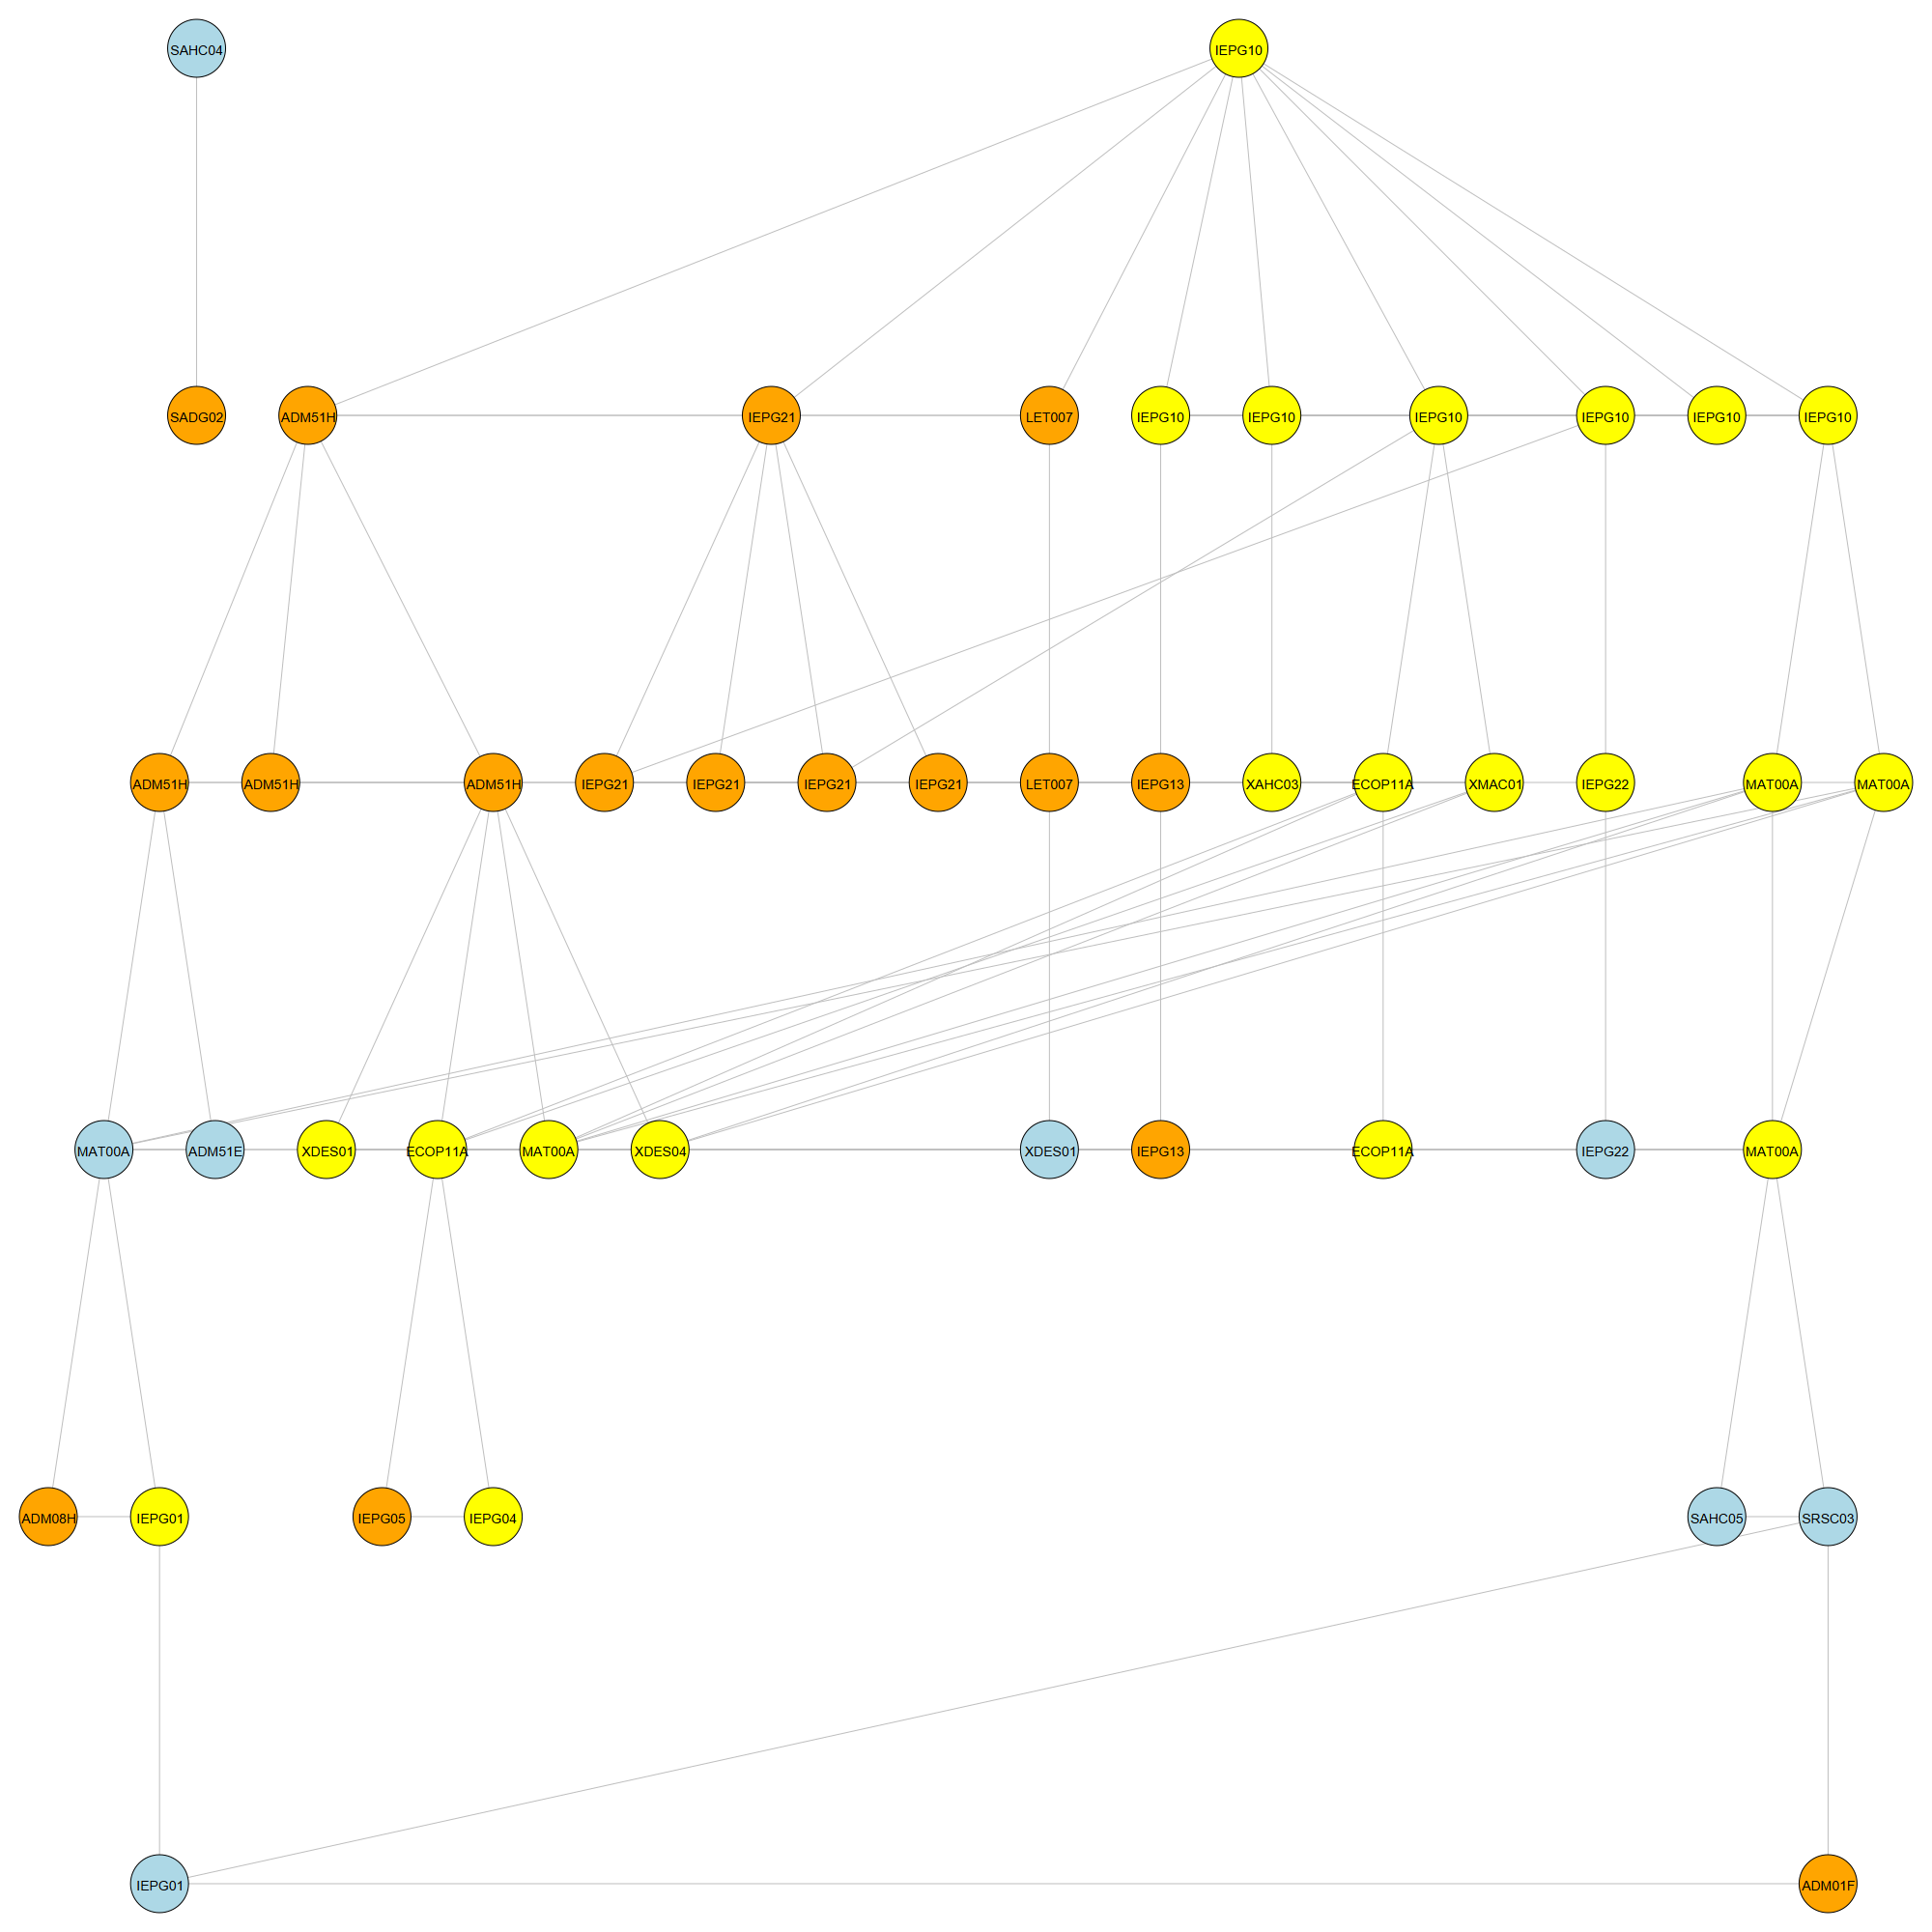 SAHC04 IEPG10
SADG02 ADM51H IEPG21 LET007 IEPG10 IEPG10 IEPG10 IEPG10 IEPG10 IEPG10
ADM51H ADM51H ADM51H IEPG21 IEPG21 IEPG21 IEPG21 LET007 IEPG13 XAHC03 ECOP11A XMAC01 IEPG22 MAT00A MAT00A
MAT00A ADM51E XDES01 ECOP11A MAT00A XDES04 XDES01 IEPG13 ECOP11A IEPG22 MAT00A
ADM08H IEPG01 IEPG05 IEPG04 SAHC05 SRSC03
IEPG01 ADM01F